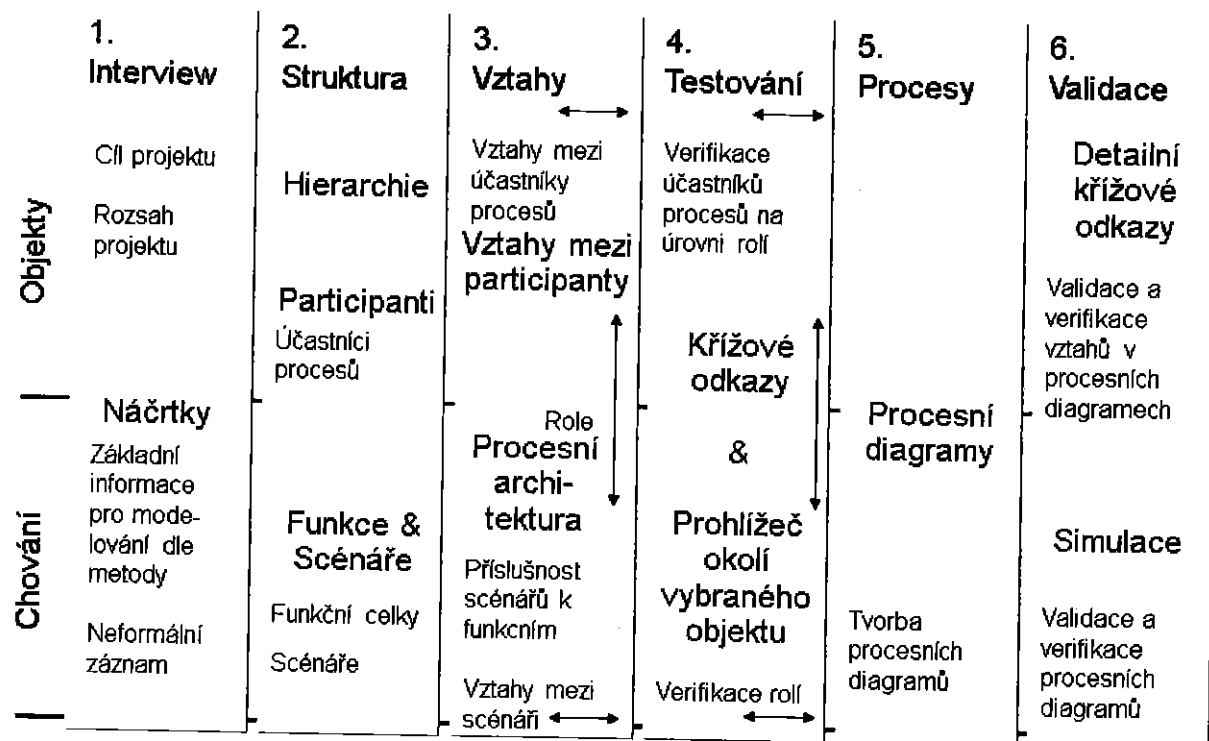 1.
Interview
Cíl projektu
Rozsah
projektu
Náčrtky
Základní
informace
pro mode-
lování dle
metody
Neformální
záznam
2.
Struktura
Hierarchie
Participanti
Účastníci
procesů
Funkce &
Scénáře
Funkční celky
Scénáře
3.
Vztahy
Vztahy mezi
účastníky
procesů
Vztahy mezi
participanty
Role
Procesní
archi-
tektura
Příslušnost
scénářů k
funkcním
Vztahy mezi
scénáři
4.
Testování
Verifikace
účastníků
procesů na
úrovni rolí
Křížové
odkazy
&
Prohlížeč
okolí
vybraného
objektu
Verifikace rolí
5.
Procesy
Procesní
diagramy
Tvorba
procesních
diagramů
6.
Validace
Detailní
křížové
odkazy
Validace a
verifikace
vztahů v
procesních
diagramech
Simulace
Validace a
verifikace
procesních
diagramů
Objekty
Chování